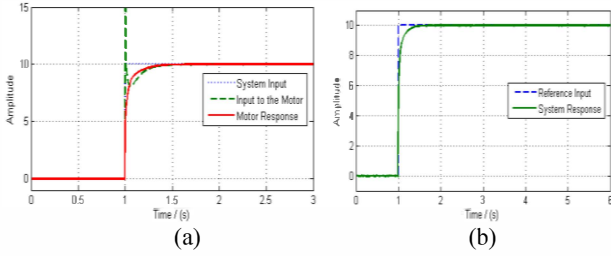 15
10
5
0
Amplitude
System Input
Input to the Motor
Motor Response
0 0.5 1 1.5 2 2.5 3
Time / (s)
(a)
10
8
6
4
2
0
Amplitude
Reference Input
System Response
0 1 2 3 4 5 6
Time / (s)
(b)